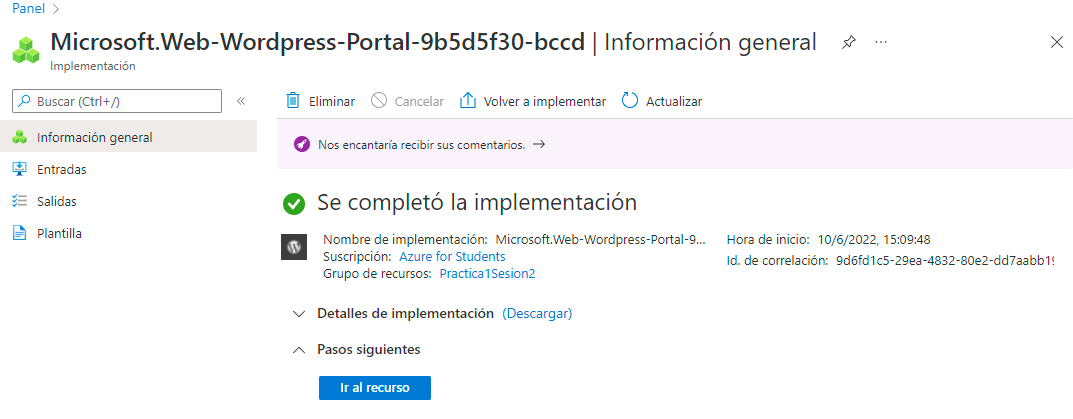 Panel >
Microsoft.Web-Wordpress-Portal-9b5d5f30-bccd | Información general ...
Implementación
Buscar (Ctrl+/) «
Eliminar Cancelar Volver a implementar Actualizar
Información general
Nos encantaría recibir sus comentarios. →
Entradas
Salidas
Plantilla
Se completó la implementación
Nombre de implementación: Microsoft.Web-Wordpress-Portal-9...
Suscripción: Azure for Students
Grupo de recursos: Practica1Sesion2
Hora de inicio: 10/6/2022, 15:09:48
Id. de correlación: 9d6fd1c5-29ea-4832-80e2-dd7aabb19
Detalles de implementación (Descargar)
Pasos siguientes
Ir al recurso